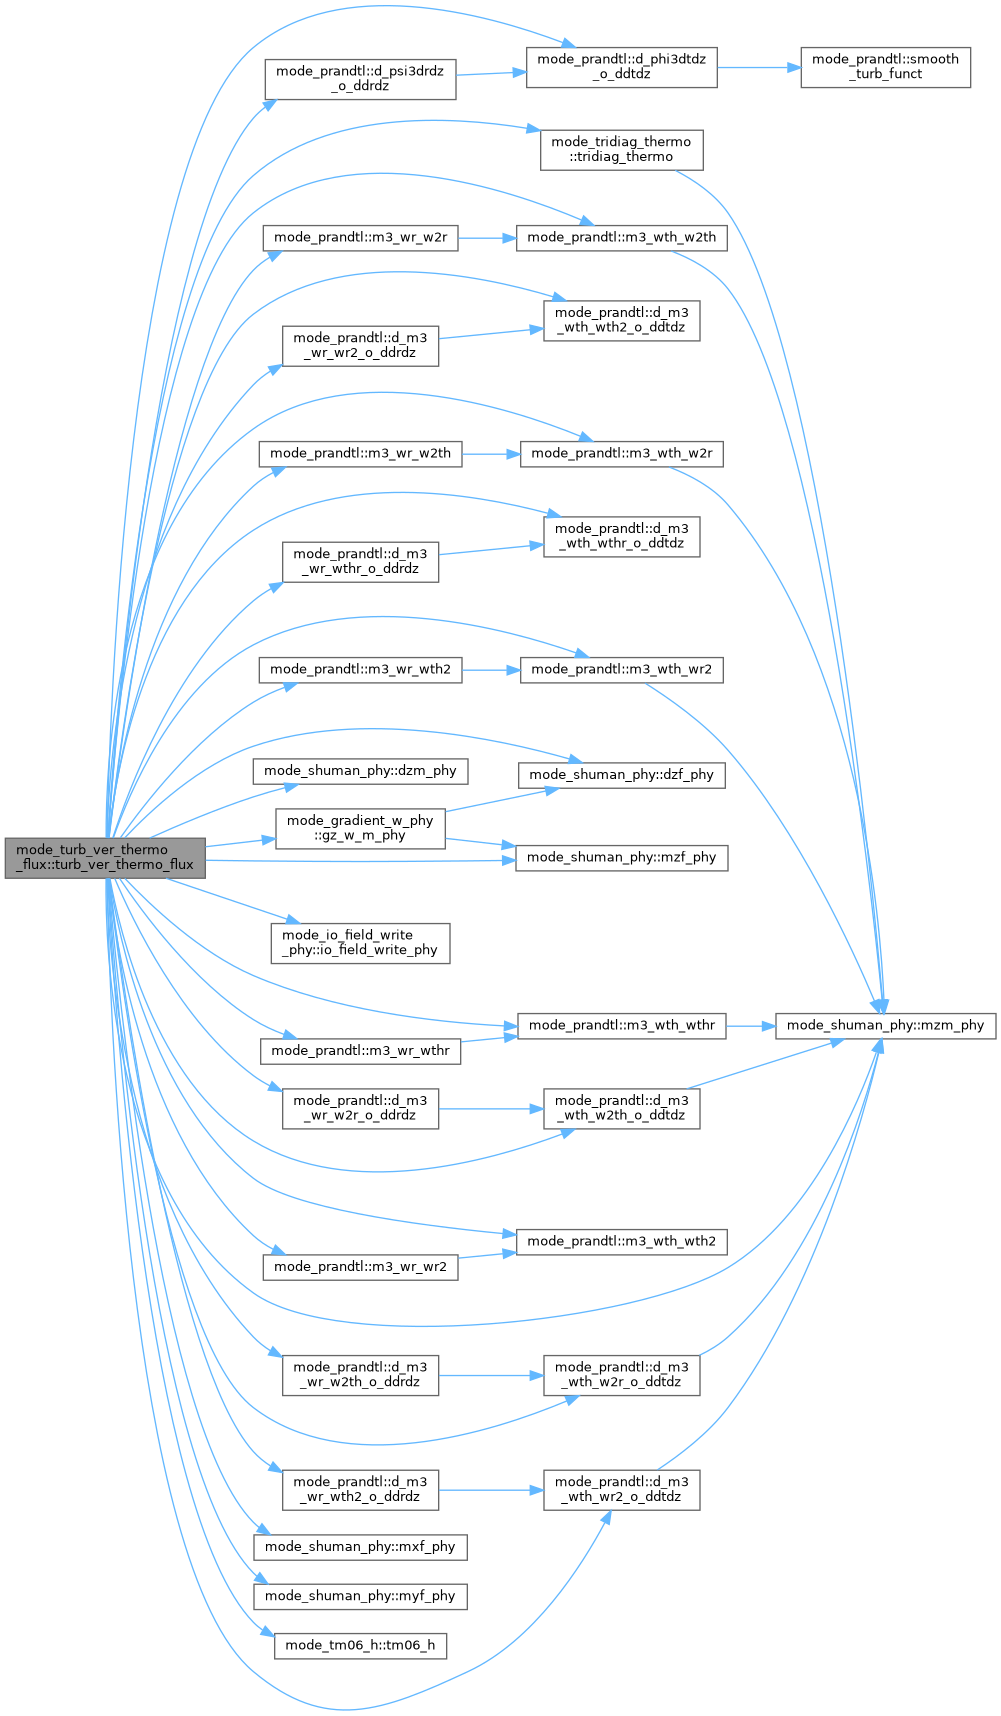 mode_prandtl::d_psi3drdz
_o_ddrdz
mode_prandtl::d_phi3dtdz
_o_ddtdz
mode_prandtl::smooth
_turb_funct
mode_tridiag_thermo
::tridiag_thermo
mode_prandtl::m3_wr_w2r
mode_prandtl::m3_wth_w2th
mode_prandtl::d_m3
_wth_wth2_o_ddtdz
mode_prandtl::d_m3
_wr_wr2_o_ddrdz
mode_prandtl::m3_wr_w2th
mode_prandtl::m3_wth_w2r
mode_prandtl::d_m3
_wth_wthr_o_ddtdz
mode_prandtl::d_m3
_wr_wthr_o_ddrdz
mode_prandtl::m3_wr_wth2
mode_prandtl::m3_wth_wr2
mode_shuman_phy::dzm_phy
mode_shuman_phy::dzf_phy
mode_gradient_w_phy
::gz_w_m_phy
mode_turb_ver_thermo
_flux::turb_ver_thermo_flux
mode_shuman_phy::mzf_phy
mode_io_field_write
_phy::io_field_write_phy
mode_prandtl::m3_wth_wthr
mode_shuman_phy::mzm_phy
mode_prandtl::m3_wr_wthr
mode_prandtl::d_m3
_wr_w2r_o_ddrdz
mode_prandtl::d_m3
_wth_w2th_o_ddtdz
mode_prandtl::m3_wth_wth2
mode_prandtl::m3_wr_wr2
mode_prandtl::d_m3
_wr_w2th_o_ddrdz
mode_prandtl::d_m3
_wth_w2r_o_ddtdz
mode_prandtl::d_m3
_wr_wth2_o_ddrdz
mode_prandtl::d_m3
_wth_wr2_o_ddtdz
mode_shuman_phy::mxf_phy
mode_shuman_phy::myf_phy
mode_tm06_h::tm06_h